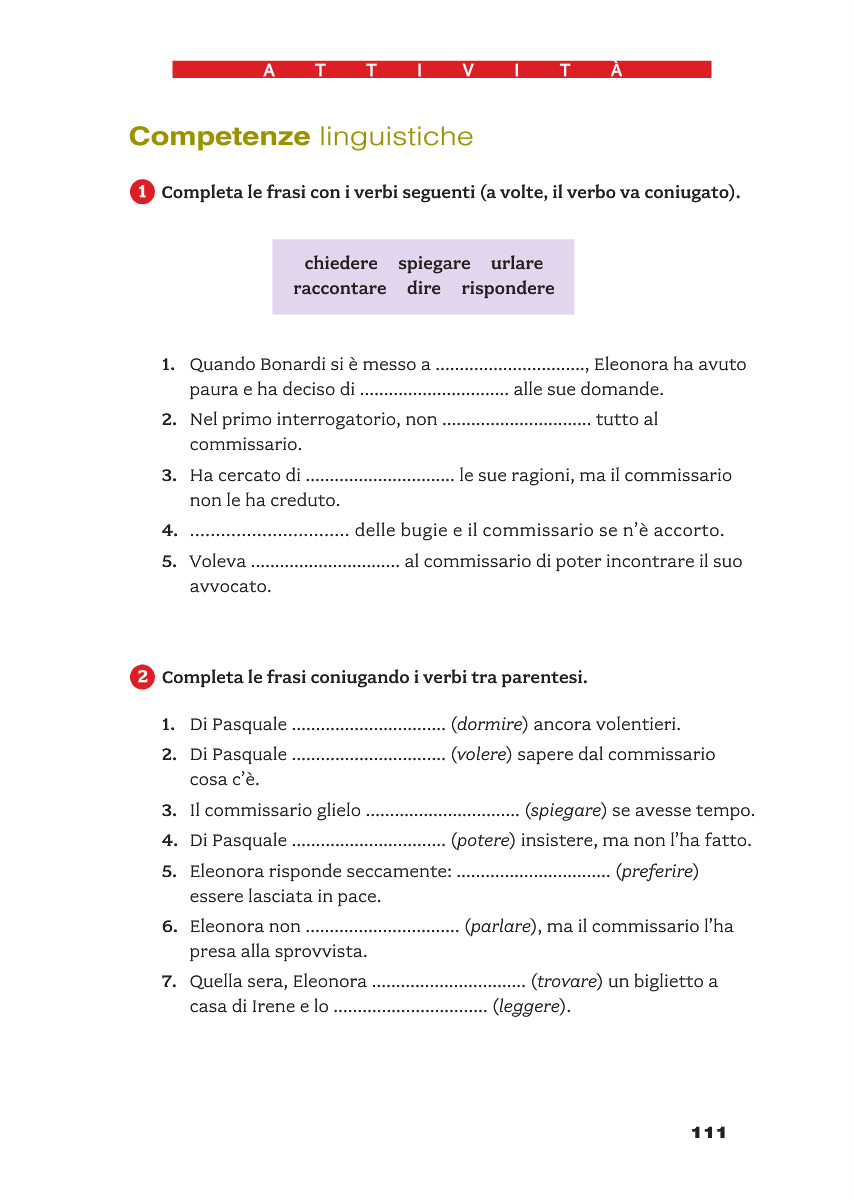 A T T I V I T À
Competenze linguistiche
1 Completa le frasi con i verbi seguenti (a volte, il verbo va coniugato).
chiedere spiegare urlare
raccontare dire rispondere
1. Quando Bonardi si è messo a ..............................., Eleonora ha avuto
paura e ha deciso di ............................... alle sue domande.
2. Nel primo interrogatorio, non ............................... tutto al
commissario.
3. Ha cercato di ............................... le sue ragioni, ma il commissario
non le ha creduto.
4. ............................... delle bugie e il commissario se n’è accorto.
5. Voleva ............................... al commissario di poter incontrare il suo
avvocato.
2 Completa le frasi coniugando i verbi tra parentesi.
1. Di Pasquale ................................ (dormire) ancora volentieri.
2. Di Pasquale ................................ (volere) sapere dal commissario
cosa c’è.
3. Il commissario glielo ................................ (spiegare) se avesse tempo.
4. Di Pasquale ................................ (potere) insistere, ma non l’ha fatto.
5. Eleonora risponde seccamente: ................................ (preferire)
essere lasciata in pace.
6. Eleonora non ................................ (parlare), ma il commissario l’ha
presa alla sprovvista.
7. Quella sera, Eleonora ................................ (trovare) un biglietto a
casa di Irene e lo ................................ (leggere).
111